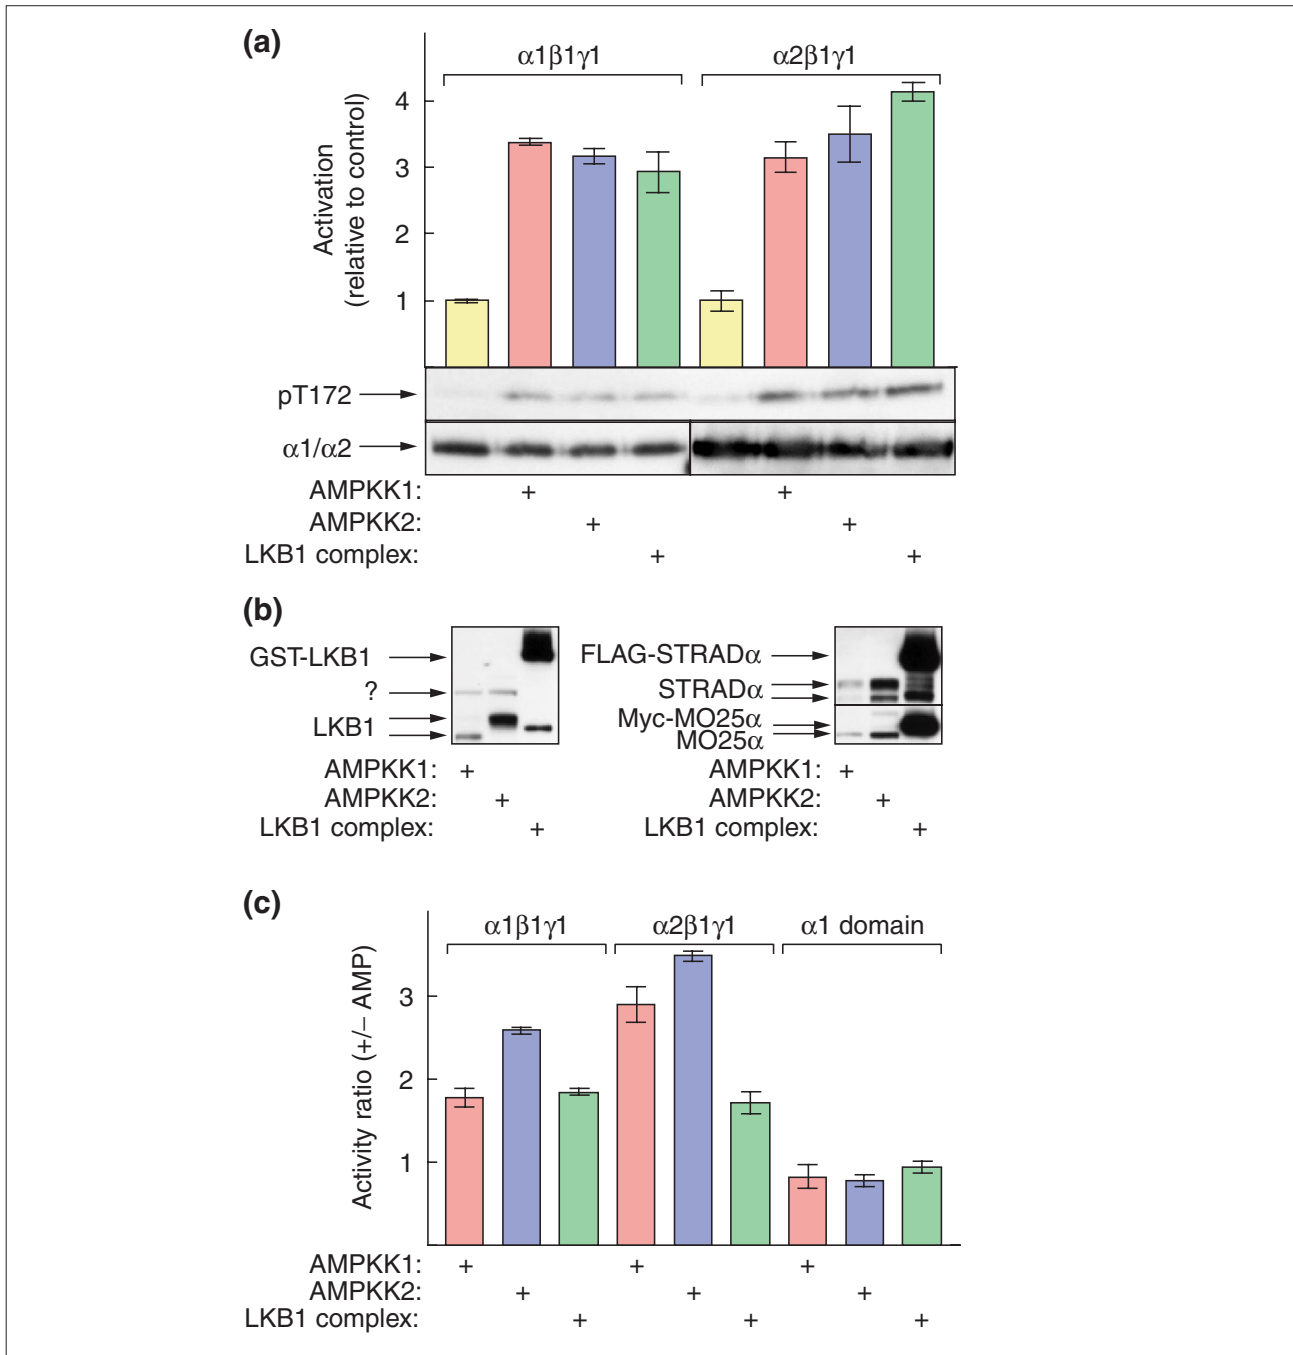 (a)
α1β1γ1
α2β1γ1
Activation
(relative to control)
4
3
2
1
pT172
α1/α2
AMPKK1: + +
AMPKK2: + +
LKB1 complex: + +
(b)
GST-LKB1
?
LKB1
AMPKK1: +
AMPKK2: +
LKB1 complex: +
FLAG-STRADα
STRADα
Myc-MO25α
MO25α
AMPKK1: +
AMPKK2: +
LKB1 complex: +
(c)
α1β1γ1
α2β1γ1
α1 domain
Activity ratio (+/– AMP)
3
2
1
AMPKK1: + + +
AMPKK2: + + +
LKB1 complex: + + +